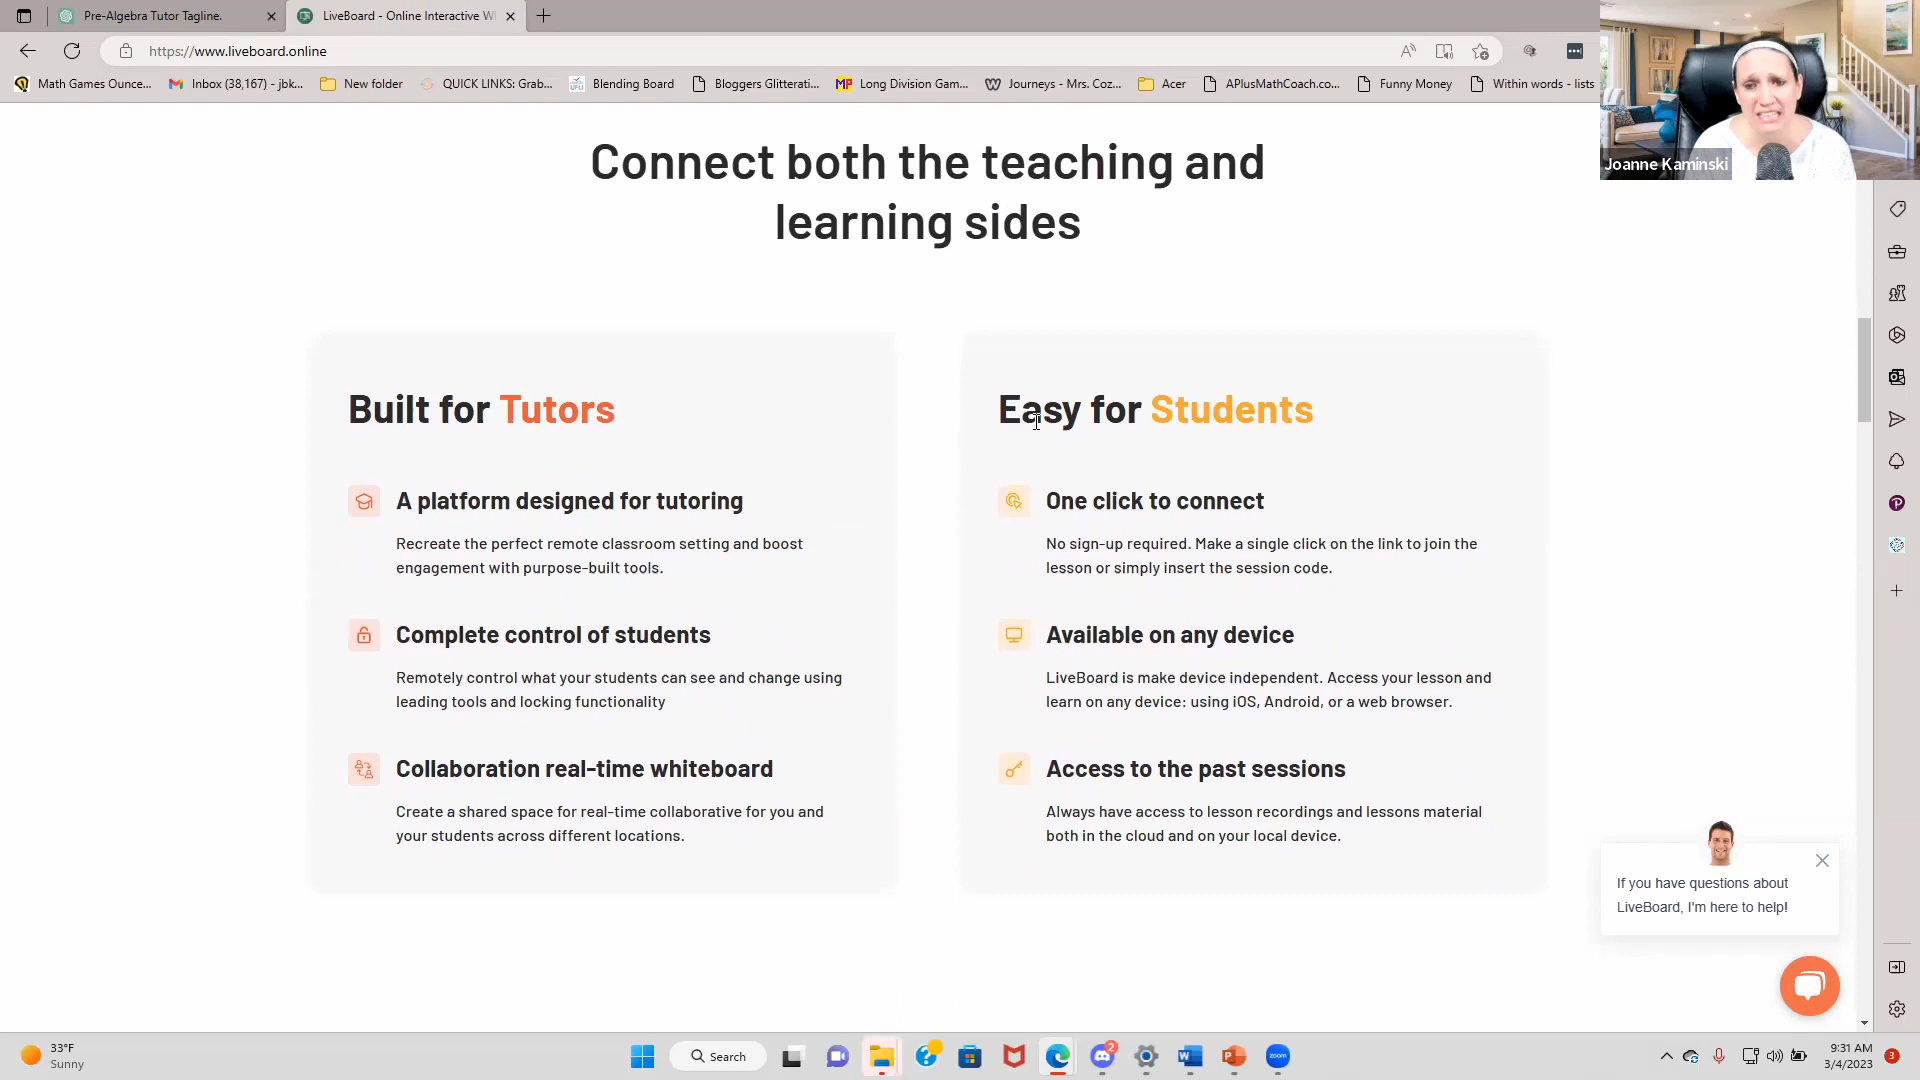 Pre-Algebra Tutor Tagline.
LiveBoard - Online Interactive W
https://www.liveboard.online
Math Games Ounce...
Inbox (38,167) - jbk...
New folder
QUICK LINKS: Grab...
Blending Board
Bloggers Glitterati...
Long Division Gam...
Journeys - Mrs. Coz...
Acer
APlusMathCoach.co...
Funny Money
Within words - lists
Joanne Kaminski
Connect both the teaching and
learning sides
Built for Tutors
A platform designed for tutoring
Recreate the perfect remote classroom setting and boost
engagement with purpose-built tools.
Complete control of students
Remotely control what your students can see and change using
leading tools and locking functionality
Collaboration real-time whiteboard
Create a shared space for real-time collaborative for you and
your students across different locations.
Easy for Students
One click to connect
No sign-up required. Make a single click on the link to join the
lesson or simply insert the session code.
Available on any device
LiveBoard is make device independent. Access your lesson and
learn on any device: using iOS, Android, or a web browser.
Access to the past sessions
Always have access to lesson recordings and lessons material
both in the cloud and on your local device.
If you have questions about
LiveBoard, I'm here to help!
33°F
Sunny
Search
2
zoom
9:31 AM
3/4/2023
3